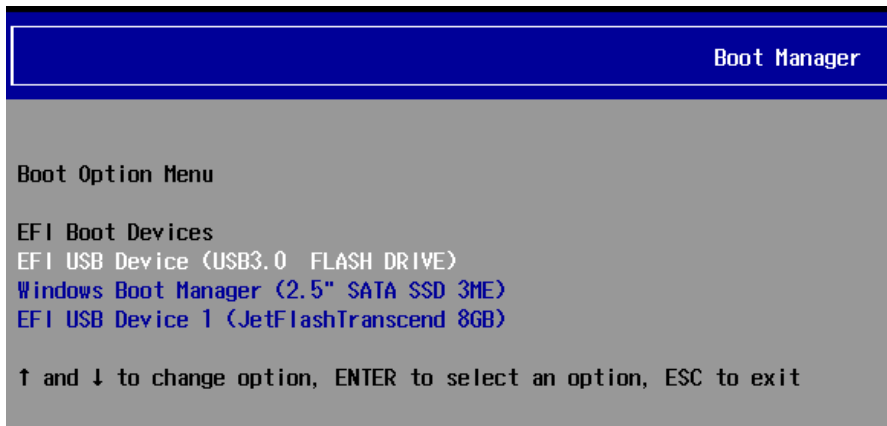 Boot Manager
Boot Option Menu
EFI Boot Devices
EFI USB Device (USB3.0  FLASH DRIVE)
Windows Boot Manager (2.5" SATA SSD 3ME)
EFI USB Device 1 (JetFlashTranscend 8GB)
↑ and ↓ to change option, ENTER to select an option, ESC to exit